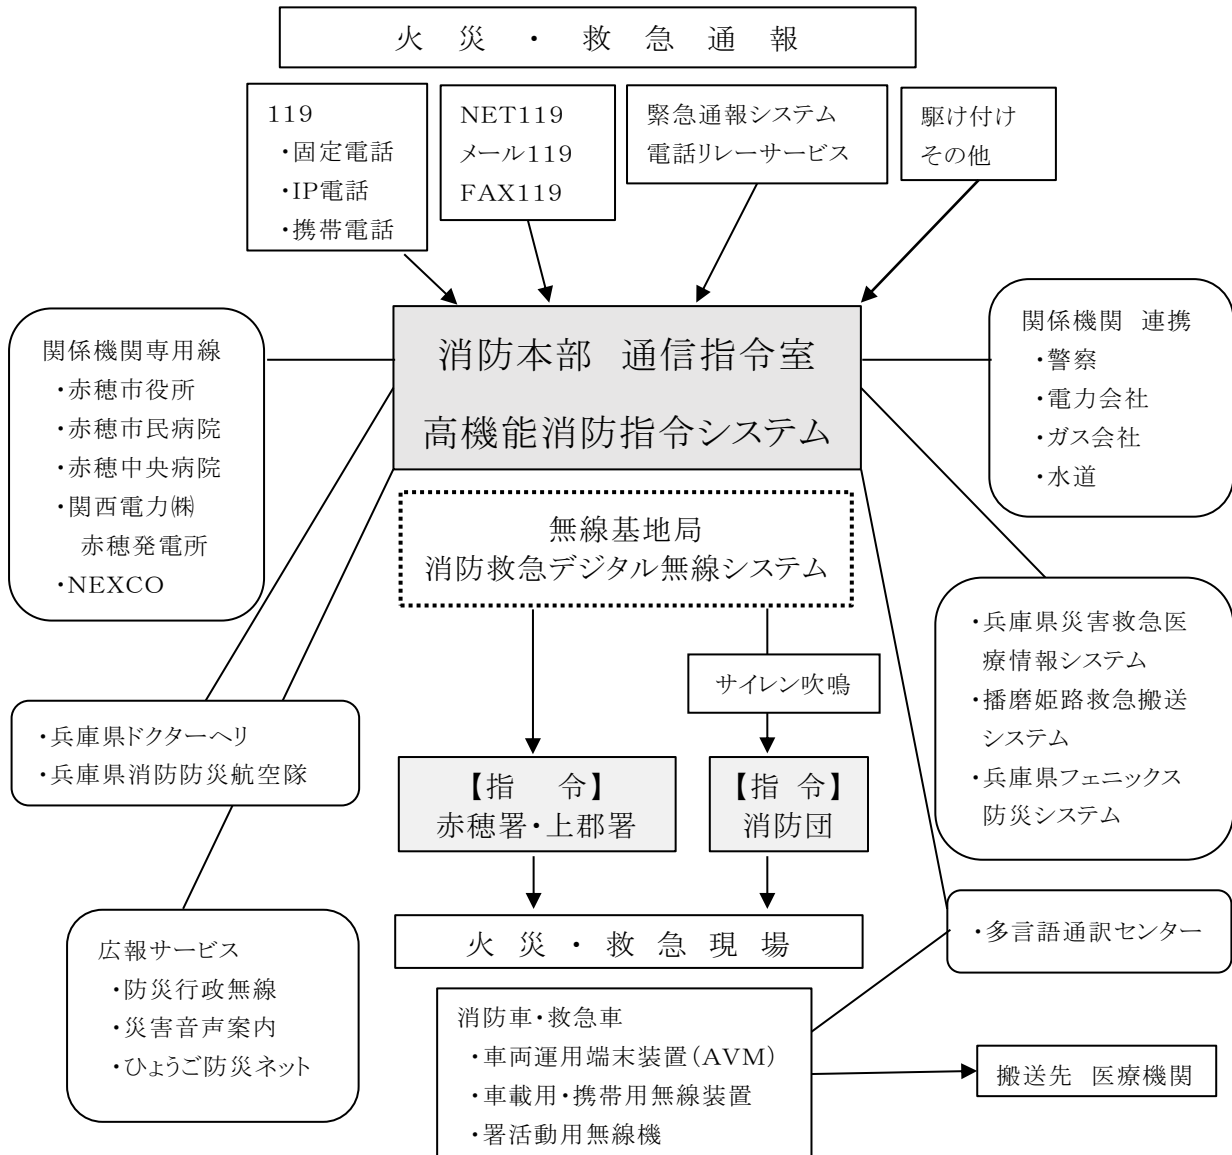 火災・救急通報
119
・固定電話
・IP電話
・携帯電話
NET119
メール119
FAX119
緊急通報システム
電話リレーサービス
駆け付け
その他
消防本部 通信指令室
高機能消防指令システム
関係機関専用線
・赤穂市役所
・赤穂市民病院
・赤穂中央病院
・関西電力㈱
赤穂発電所
・NEXCO
関係機関 連携
・警察
・電力会社
・ガス会社
・水道
無線基地局
消防救急デジタル無線システム
サイレン吹鳴
・兵庫県災害救急医
療情報システム
・播磨姫路救急搬送
システム
・兵庫県フェニックス
防災システム
・兵庫県ドクターヘリ
・兵庫県消防防災航空隊
【指 令】
赤穂署・上郡署
【指 令】
消防団
火災・救急現場
・多言語通訳センター
広報サービス
・防災行政無線
・災害音声案内
・ひょうご防災ネット
消防車・救急車
・車両運用端末装置(AVM)
・車載用・携帯用無線装置
・署活動用無線機
搬送先 医療機関